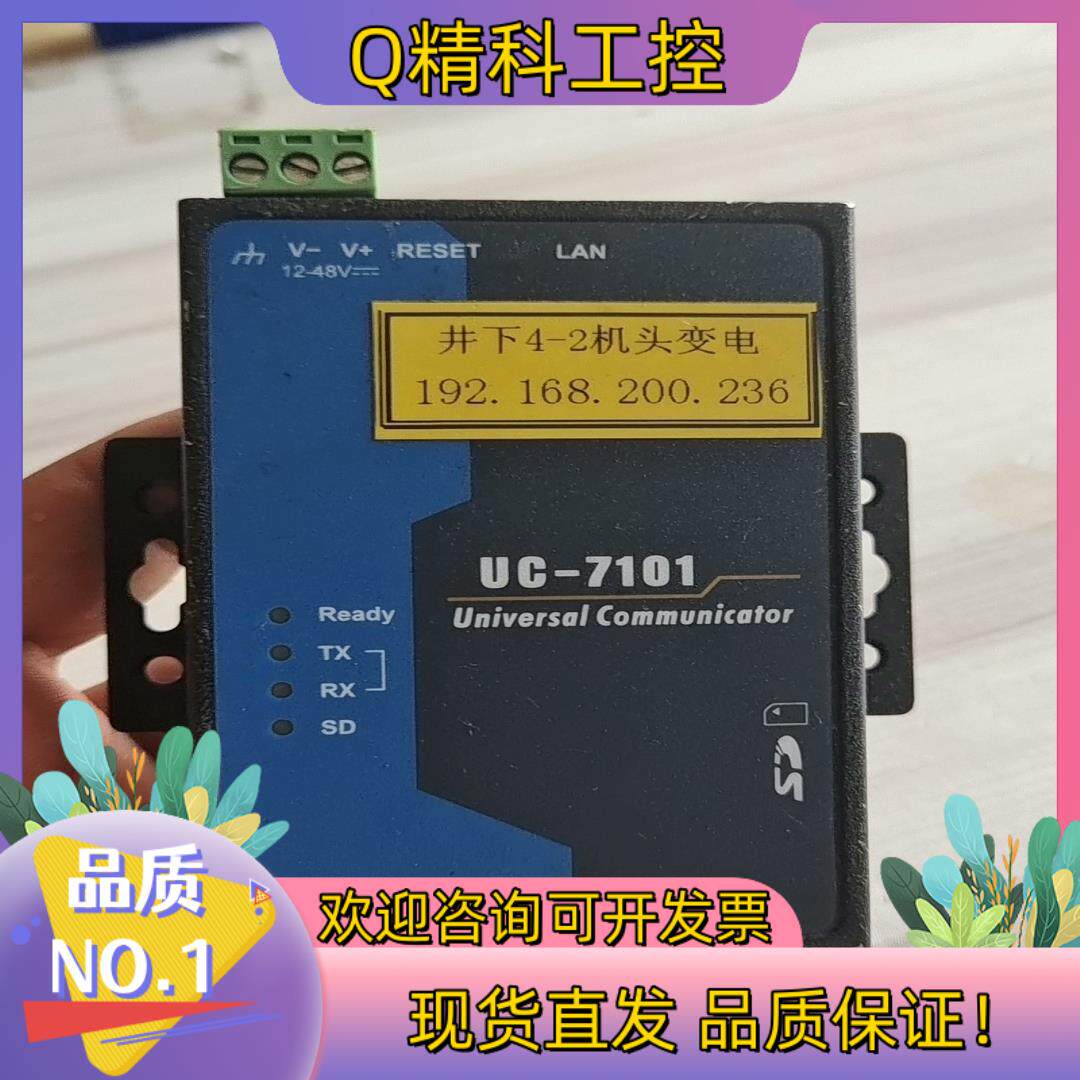 Q精科工控
V- V+ RESET LAN
12-48V
井下4-2机头变电
192.168.200.236
UC-7101
Universal Communicator
Ready
TX
RX
SD
SD
品质
NO.1
欢迎咨询可开发票
现货直发 品质保证!